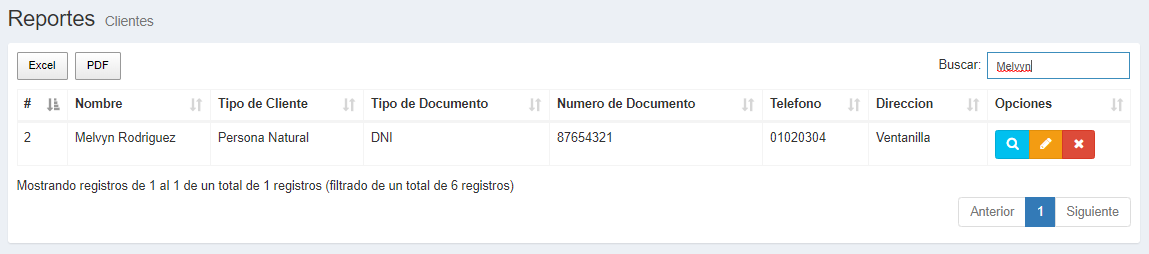 Reportes Clientes
Excel PDF Buscar: Melvyn
# Nombre Tipo de Cliente Tipo de Documento Numero de Documento Telefono Direccion Opciones
2 Melvyn Rodriguez Persona Natural DNI 87654321 01020304 Ventanilla
Mostrando registros de 1 al 1 de un total de 1 registros (filtrado de un total de 6 registros)
Anterior 1 Siguiente